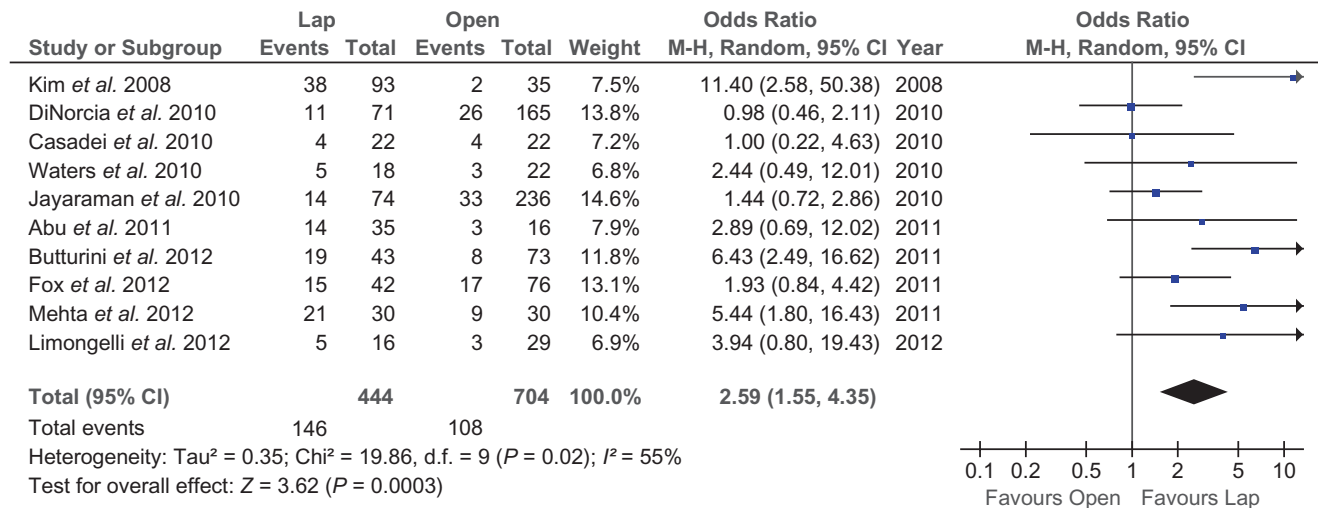 Lap Open Odds Ratio Odds Ratio
Study or Subgroup Events Total Events Total Weight M-H, Random, 95% CI Year M-H, Random, 95% CI
Kim et al. 2008 38 93 2 35 7.5% 11.40 (2.58, 50.38) 2008
DiNorcia et al. 2010 11 71 26 165 13.8% 0.98 (0.46, 2.11) 2010
Casadei et al. 2010 4 22 4 22 7.2% 1.00 (0.22, 4.63) 2010
Waters et al. 2010 5 18 3 22 6.8% 2.44 (0.49, 12.01) 2010
Jayaraman et al. 2010 14 74 33 236 14.6% 1.44 (0.72, 2.86) 2010
Abu et al. 2011 14 35 3 16 7.9% 2.89 (0.69, 12.02) 2011
Butturini et al. 2012 19 43 8 73 11.8% 6.43 (2.49, 16.62) 2011
Fox et al. 2012 15 42 17 76 13.1% 1.93 (0.84, 4.42) 2011
Mehta et al. 2012 21 30 9 30 10.4% 5.44 (1.80, 16.43) 2011
Limongelli et al. 2012 5 16 3 29 6.9% 3.94 (0.80, 19.43) 2012
Total (95% CI) 444 704 100.0% 2.59 (1.55, 4.35)
Total events 146 108
Heterogeneity: Tau² = 0.35; Chi² = 19.86, d.f. = 9 (P = 0.02); I² = 55%
Test for overall effect: Z = 3.62 (P = 0.0003)
0.1 0.2 0.5 1 2 5 10
Favours Open Favours Lap